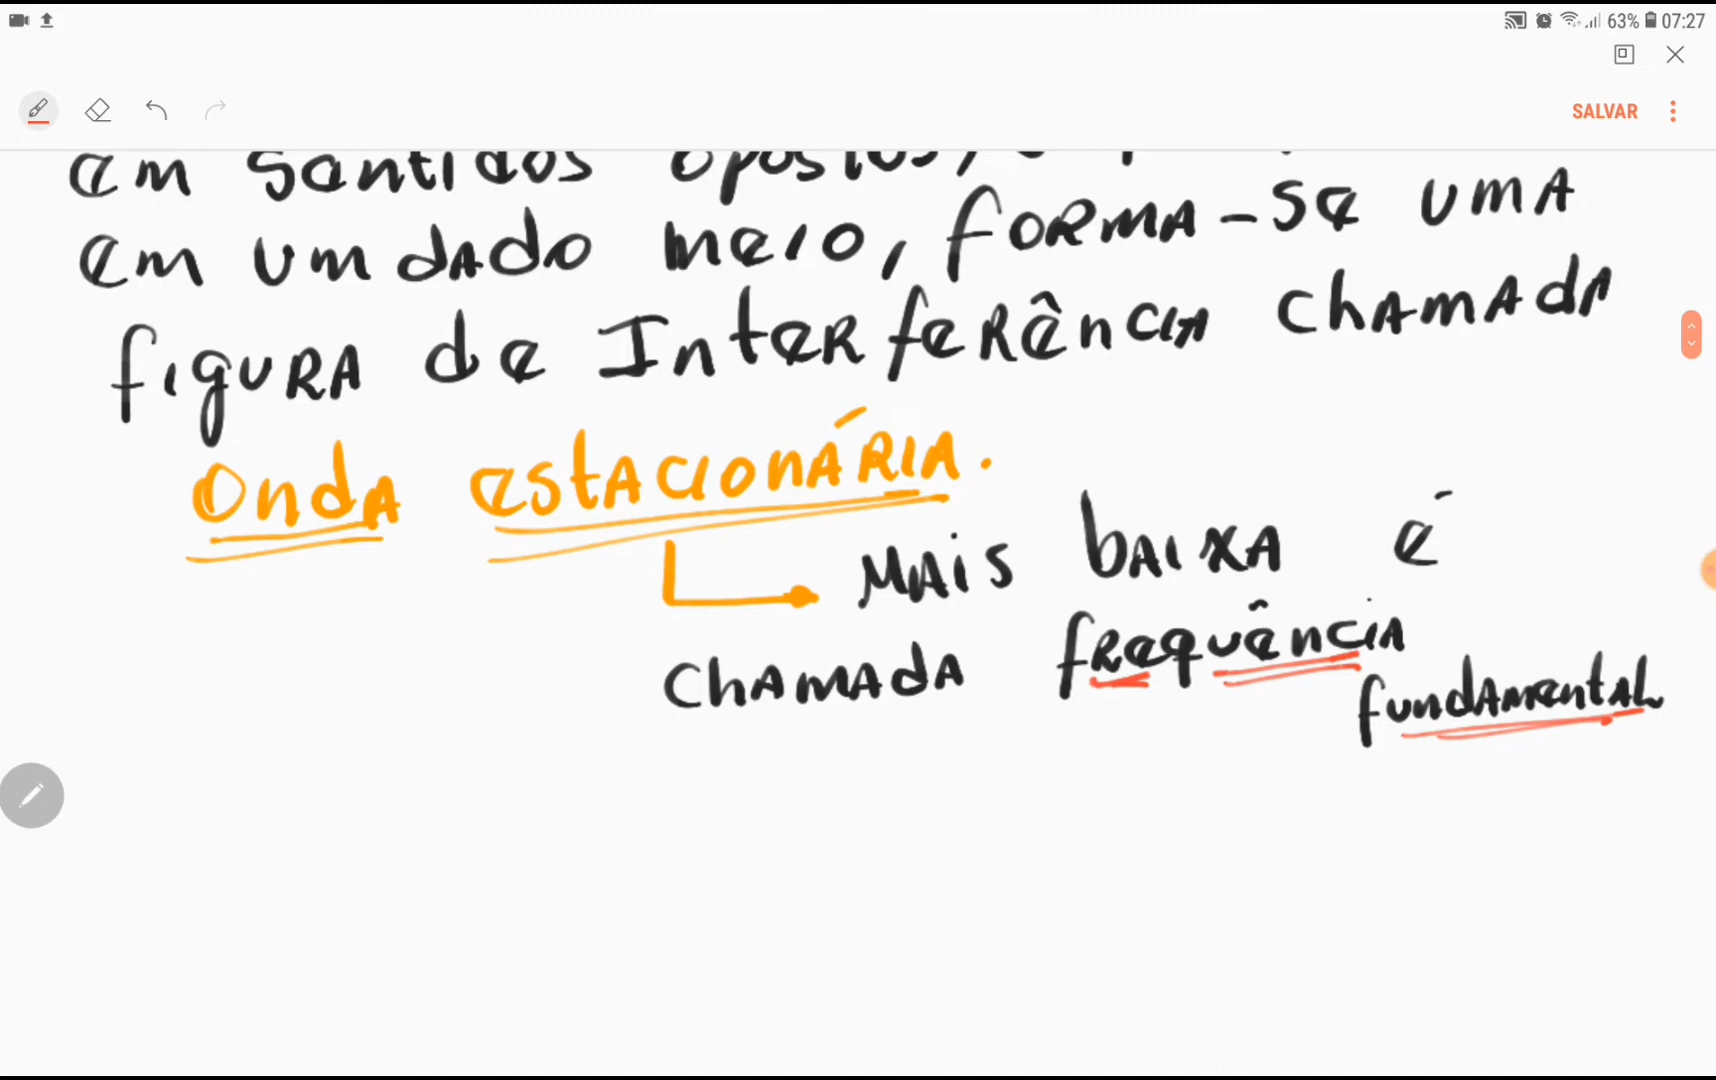 63% 07:27
SALVAR
em sentidos opostos,
em um dado meio, forma-se uma
figura de Interferência chamada
Onda estacionária.
Mais baixa é
chamada frequência
fundamental